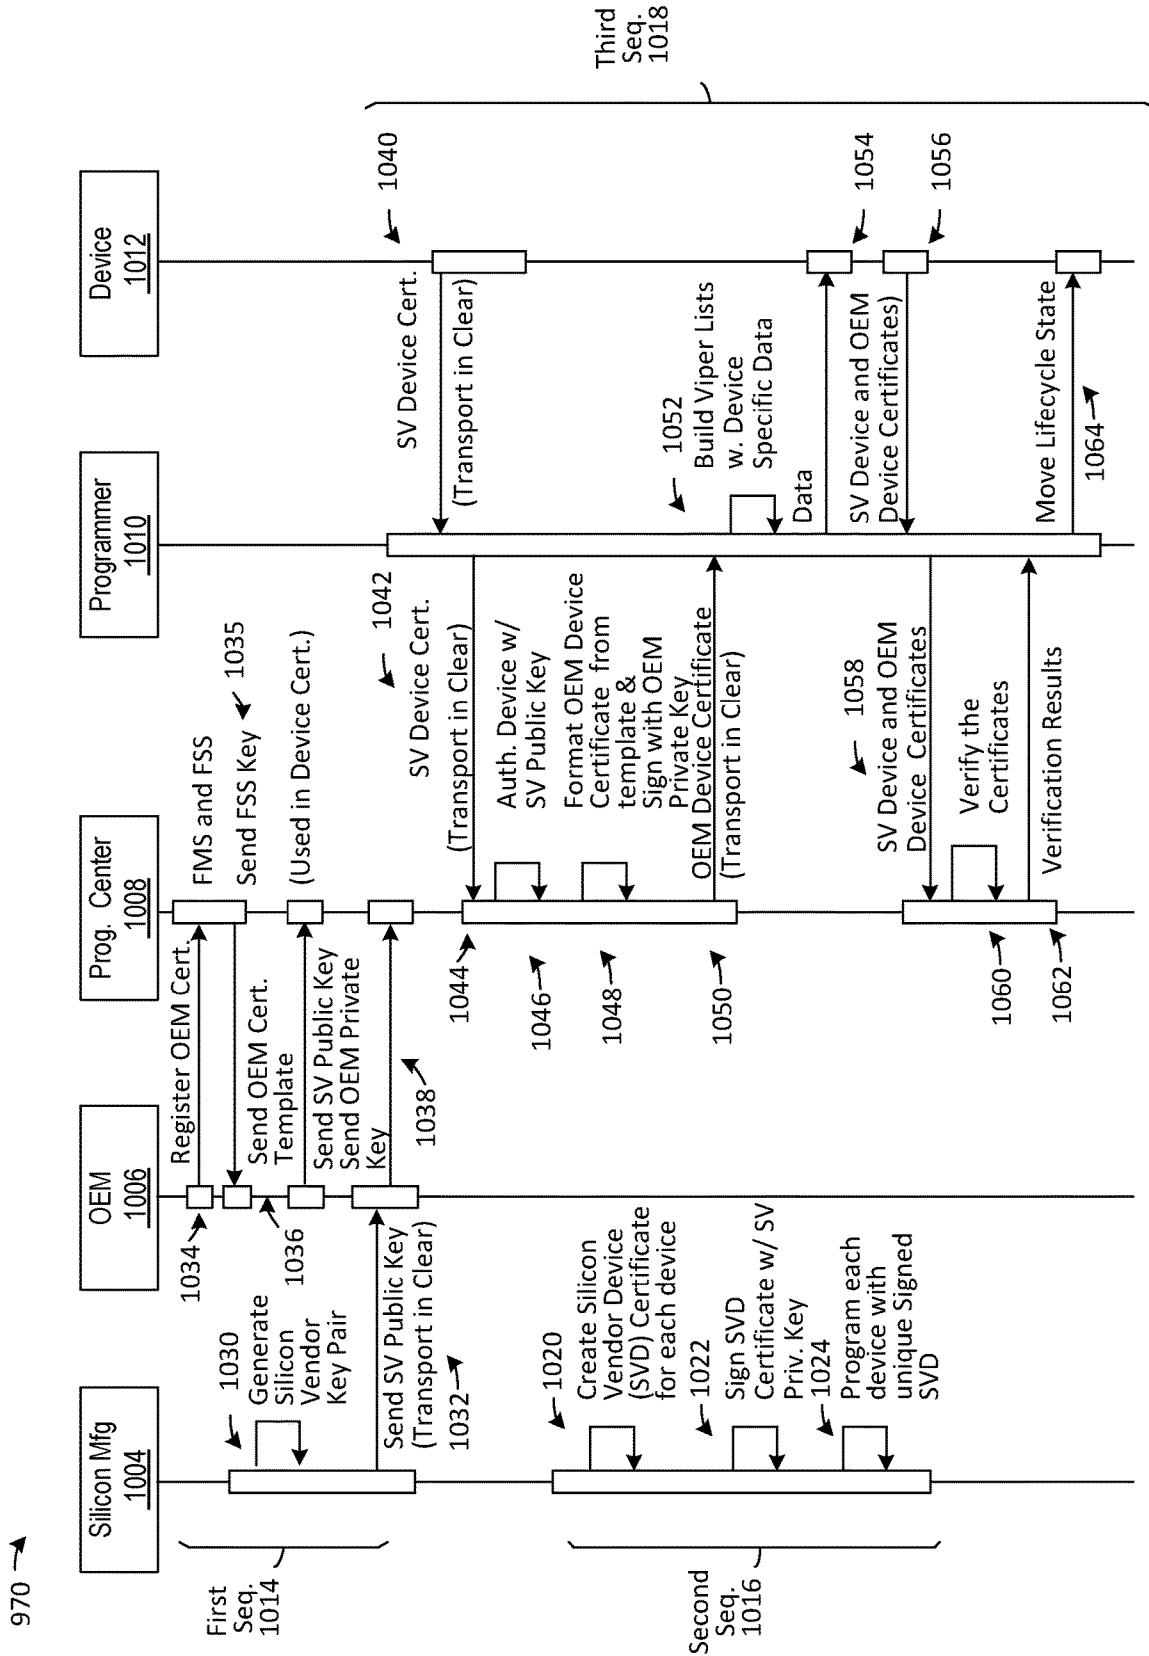 970
Silicon Mfg
1004
OEM
1006
Prog. Center
1008
Programmer
1010
Device
1012
First
Seq.
1014
1030
Generate
Silicon
Vendor
Key Pair
Send SV Public Key
(Transport in Clear)
1032
1034
Register OEM Cert.
FMS and FSS
Send FSS Key
1035
1036
Send OEM Cert.
Template
(Used in Device Cert.)
Send SV Public Key
Send OEM Private
Key
1038
Second
Seq.
1016
1020
Create Silicon
Vendor Device
(SVD) Certificate
for each device
1022
Sign SVD
Certificate w/ SV
Priv. Key
1024
Program each
device with
unique Signed
SVD
Third
Seq.
1018
1040
SV Device Cert.
(Transport in Clear)
1042
SV Device Cert.
(Transport in Clear)
1044
Auth. Device w/
SV Public Key
1046
Format OEM Device
Certificate from
template &
Sign with OEM
Private Key
1048
OEM Device Certificate
(Transport in Clear)
1050
1052
Build Viper Lists
w. Device
Specific Data
Data
1054
SV Device and OEM
Device Certificates)
1056
1058
SV Device and OEM
Device Certificates
Verify the
Certificates
1060
Verification Results
1062
Move Lifecycle State
1064